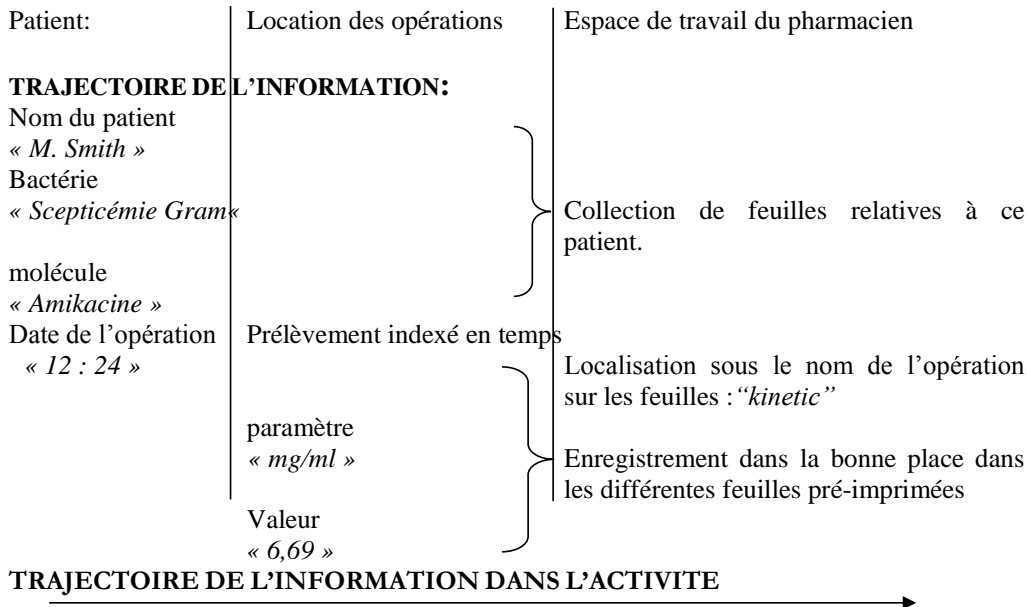 Patient: Location des opérations Espace de travail du pharmacien
TRAJECTOIRE DE L’INFORMATION:
Nom du patient
« M. Smith »
Bactérie
« Scepticémie Gram«
Collection de feuilles relatives à ce
patient.
molécule
« Amikacine »
Date de l’opération Prélèvement indexé en temps
« 12 : 24 »
Localisation sous le nom de l’opération
sur les feuilles :“kinetic”
paramètre
« mg/ml »
Enregistrement dans la bonne place dans
les différentes feuilles pré-imprimées
Valeur
« 6,69 »
TRAJECTOIRE DE L’INFORMATION DANS L’ACTIVITE